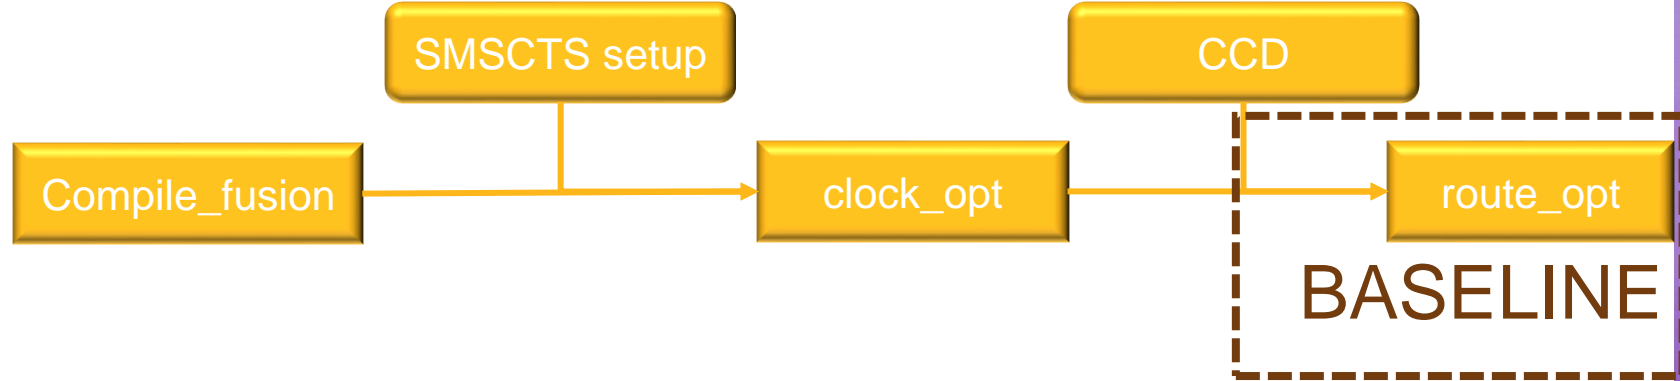 SMSCTS setup
CCD
Compile_fusion
clock_opt
route_opt
BASELINE